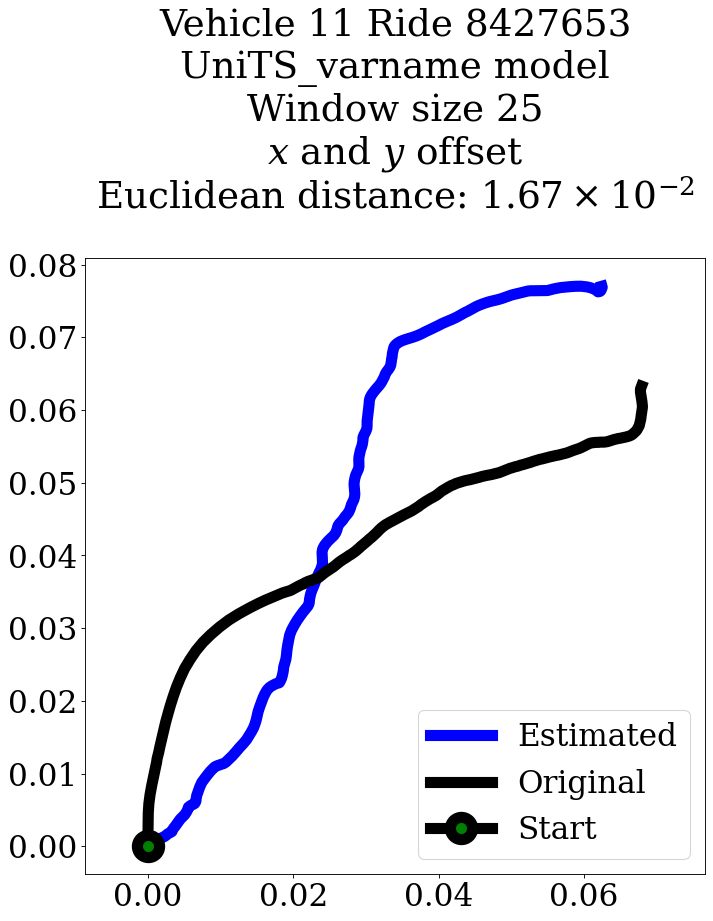 Vehicle 11 Ride 8427653
UniTS_varname model
Window size 25
x and y offset
Euclidean distance: 1.67 × 10⁻²
0.08
0.07
0.06
0.05
0.04
0.03
0.02
0.01
0.00
Estimated
Original
Start
0.00 0.02 0.04 0.06